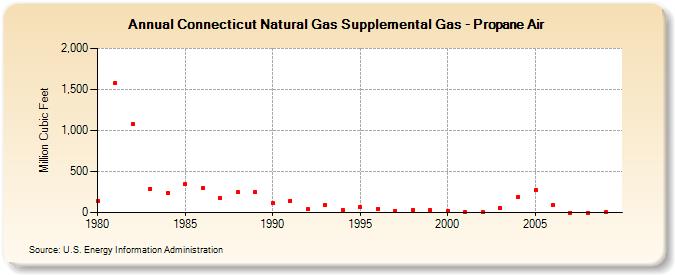 Annual Connecticut Natural Gas Supplemental Gas - Propane Air
Million Cubic Feet
2,000
1,500
1,000
500
0
1980 1985 1990 1995 2000 2005
Source: U.S. Energy Information Administration